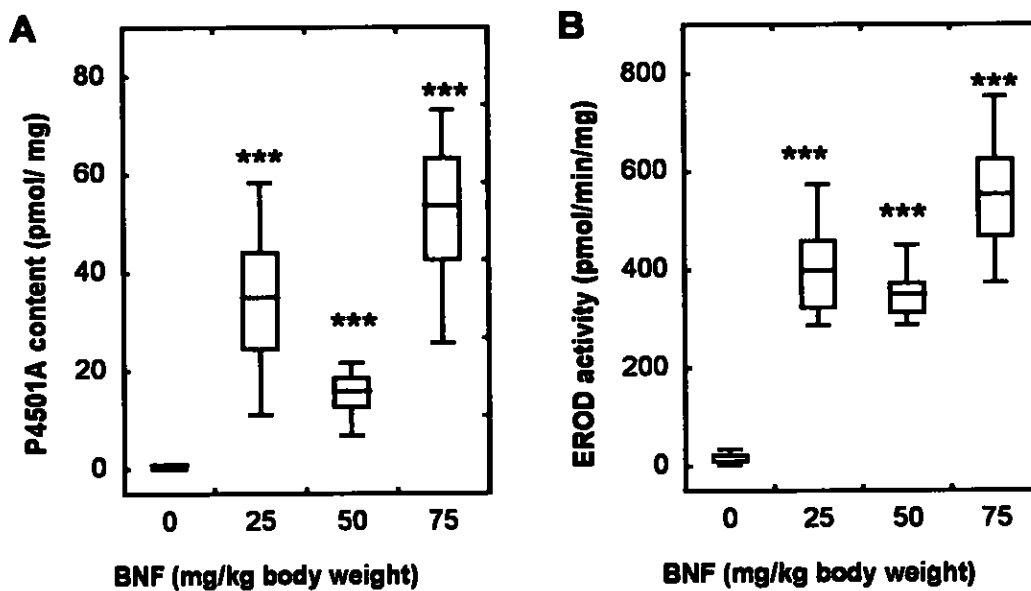 A
P4501A content (pmol/ mg)
80
60
40
20
0
***
***
***
0 25 50 75
BNF (mg/kg body weight)
B
EROD activity (pmol/min/mg)
800
600
400
200
0
***
***
***
0 25 50 75
BNF (mg/kg body weight)